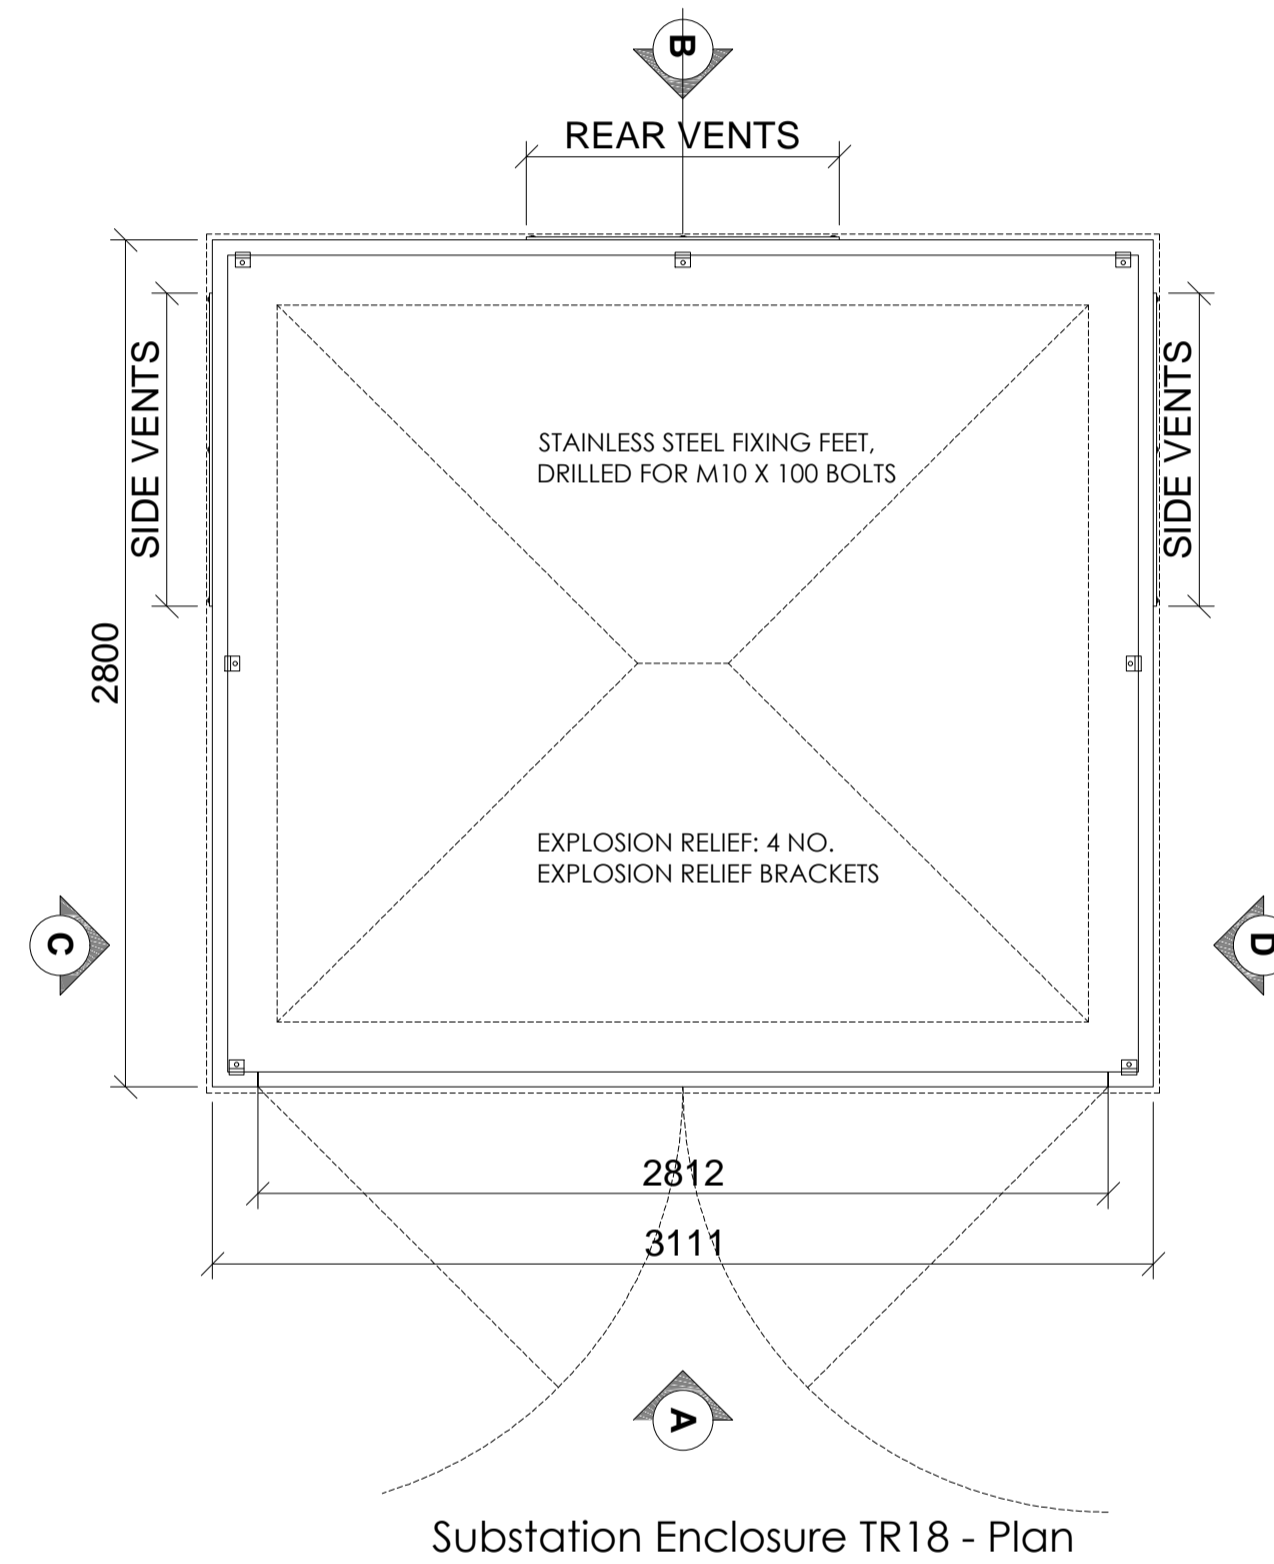 B
REAR VENTS
SIDE VENTS
SIDE VENTS
STAINLESS STEEL FIXING FEET,
DRILLED FOR M10 X 100 BOLTS
2800
EXPLOSION RELIEF: 4 NO.
EXPLOSION RELIEF BRACKETS
C
D
2812
3111
A
Substation Enclosure TR18 - Plan